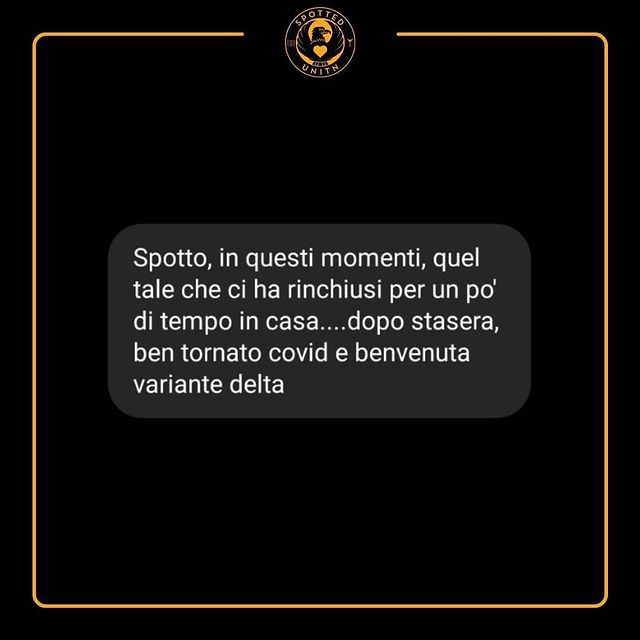 SPOTTED
UNITN
Spotto, in questi momenti, quel
tale che ci ha rinchiusi per un po'
di tempo in casa....dopo stasera,
ben tornato covid e benvenuta
variante delta